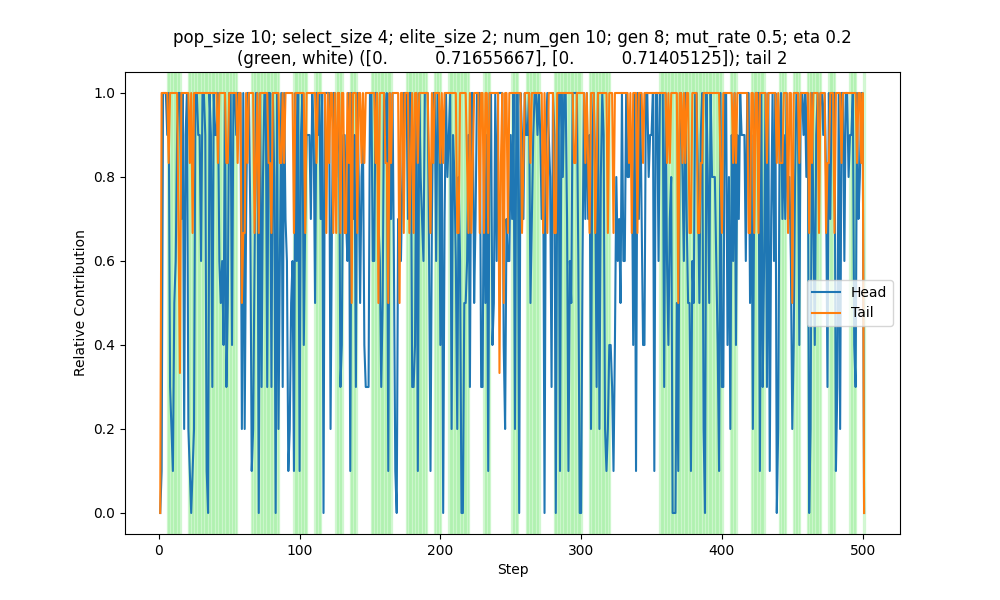 pop_size 10; select_size 4; elite_size 2; num_gen 10; gen 8; mut_rate 0.5; eta 0.2
(green, white) ([0. 0.71655667], [0. 0.71405125]); tail 2
1.0
0.8
0.6
0.4
0.2
0.0
Relative Contribution
Head
Tail
0 100 200 300 400 500
Step